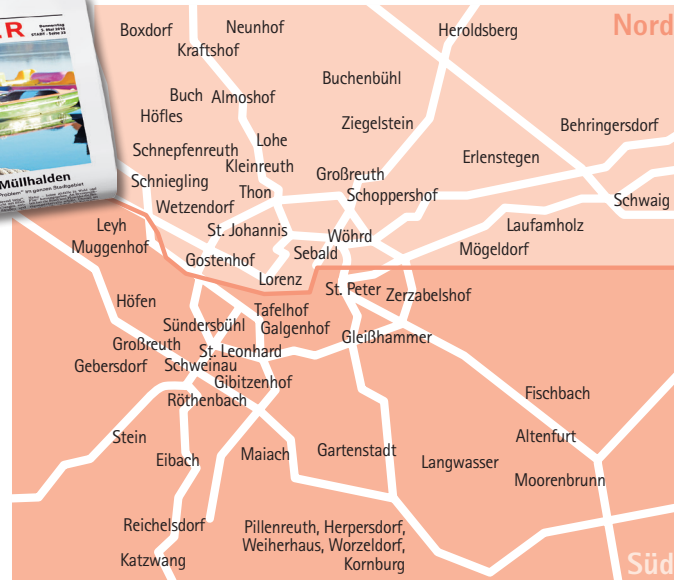 R
Donnerstag
Müllhalden
Nord
Boxdorf
Neunhof
Heroldsberg
Kraftshof
Buchenbühl
Buch
Almoshof
Höfles
Ziegelstein
Behringersdorf
Lohe
Schnepfenreuth
Kleinreuth
Erlenstegen
Großreuth
Schniegling
Thon
Schoppershof
Schwaig
Wetzendorf
Leyh
St. Johannis
Laufamholz
Muggenhof
Wöhrd
Mögeldorf
Sebald
Gostenhof
Lorenz
St. Peter
Zerzabelshof
Höfen
Tafelhof
Sündersbühl
Galgenhof
Gleißhammer
Großreuth
St. Leonhard
Gebersdorf
Schweinau
Gibitzenhof
Röthenbach
Fischbach
Stein
Altenfurt
Eibach
Maiach
Gartenstadt
Langwasser
Moorenbrunn
Reichelsdorf
Pillenreuth, Herpersdorf,
Weiherhaus, Worzeldorf,
Kornburg
Katzwang
Süd